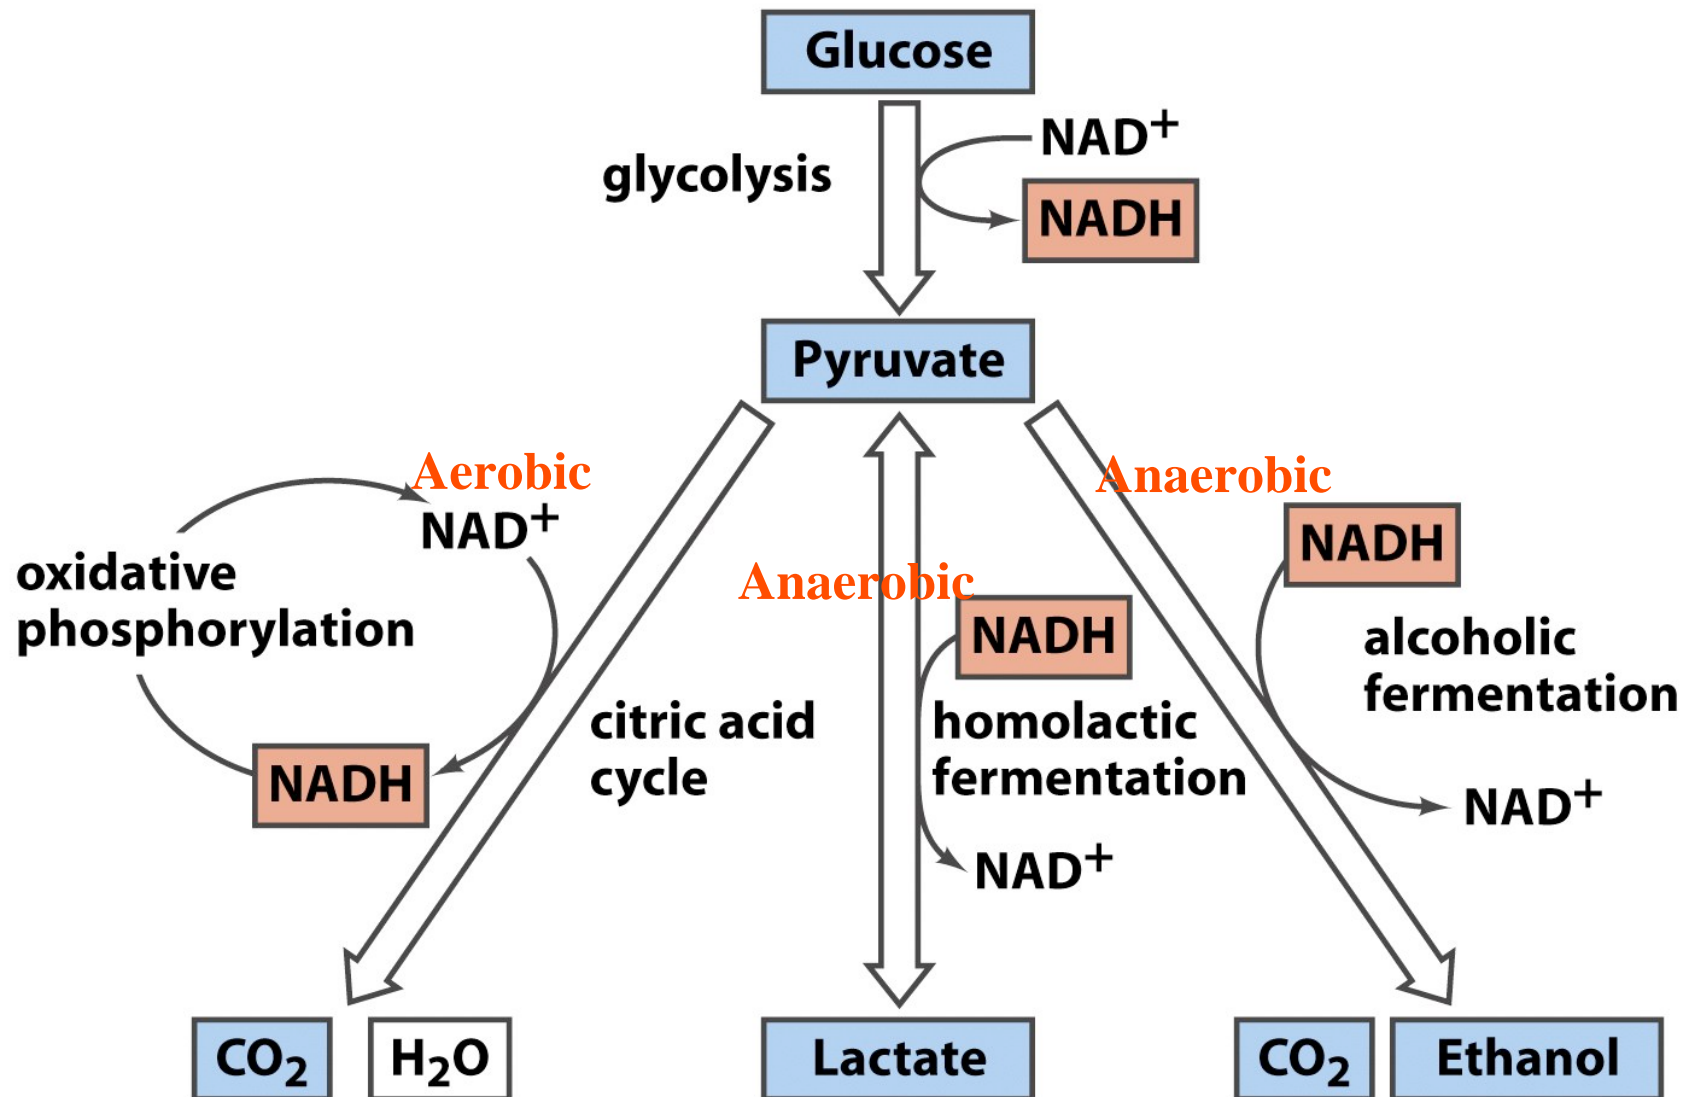 Glucose
NAD+
glycolysis
NADH
Pyruvate
Aerobic
Anaerobic
NAD+
NADH
oxidative
phosphorylation
Anaerobic
NADH
alcoholic
fermentation
citric acid
cycle
homolactic
fermentation
NADH
NAD+
NAD+
CO2
H2O
Lactate
CO2
Ethanol